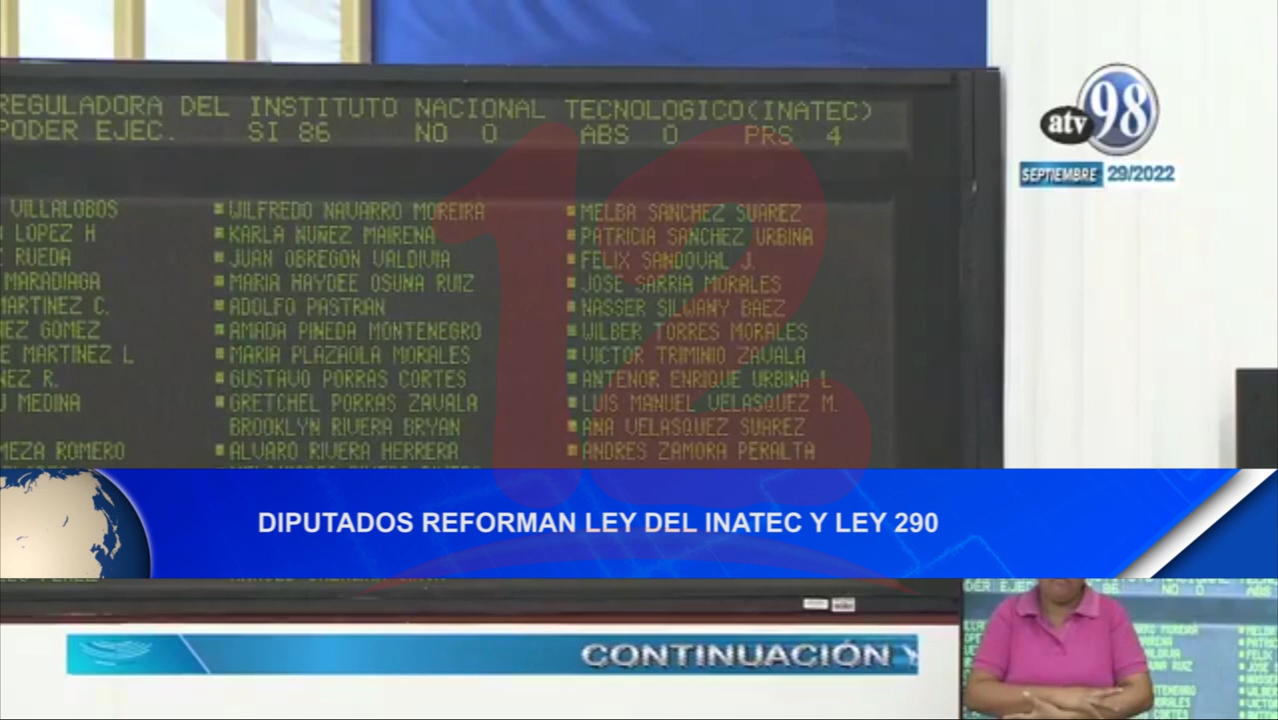 REGULADORA DEL INSTITUTO NACIONAL TECNOLOGICO(INATEC)
PODER EJEC. SI 86 NO 0 ABS 0 PRS 4
VILLALOBOS
LOPEZ H
RUEDA
MARADIAGA
MARTINEZ C.
EZ GOMEZ
E MARTINEZ L
NEZ R.
J MEDINA
MEZA ROMERO
WILFREDO NAVARRO MOREIRA
KARLA NUÑEZ MAIRENA
JUAN OBREGON VALDIVIA
MARIA HAYDEE OSUNA RUIZ
ADOLFO PASTRAN
AMADA PINEDA MONTENEGRO
MARIA PLAZAOLA MORALES
GUSTAVO PORRAS CORTES
GRETCHEL PORRAS ZAVALA
BROOKLYN RIVERA BRYAN
ALVARO RIVERA HERRERA
MELBA SANCHEZ SUAREZ
PATRICIA SANCHEZ URBINA
FELIX SANDOVAL J.
JOSE SARRIA MORALES
NASSER SILWANY BAEZ
WILBER TORRES MORALES
VICTOR TRIMINIO ZAVALA
ANTENOR ENRIQUE URBINA L
LUIS MANUEL VELASQUEZ M.
ANA VELASQUEZ SUAREZ
ANDRES ZAMORA PERALTA
atv 98
SEPTIEMBRE 29/2022
12
DIPUTADOS REFORMAN LEY DEL INATEC Y LEY 290
CONTINUACIÓN Y